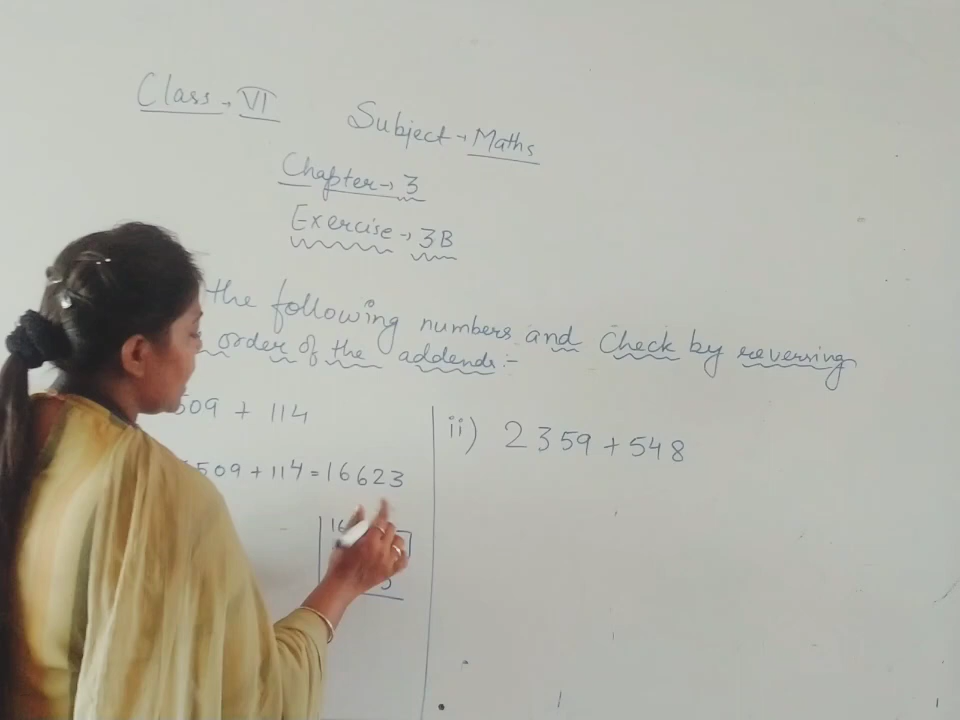 Class → VI
Subject → Maths
Chapter → 3
Exercise → 3B
the following numbers and Check by reversing
order of the addends :-
509 + 114
509 + 114 = 16623
16
ii) 2359 + 548